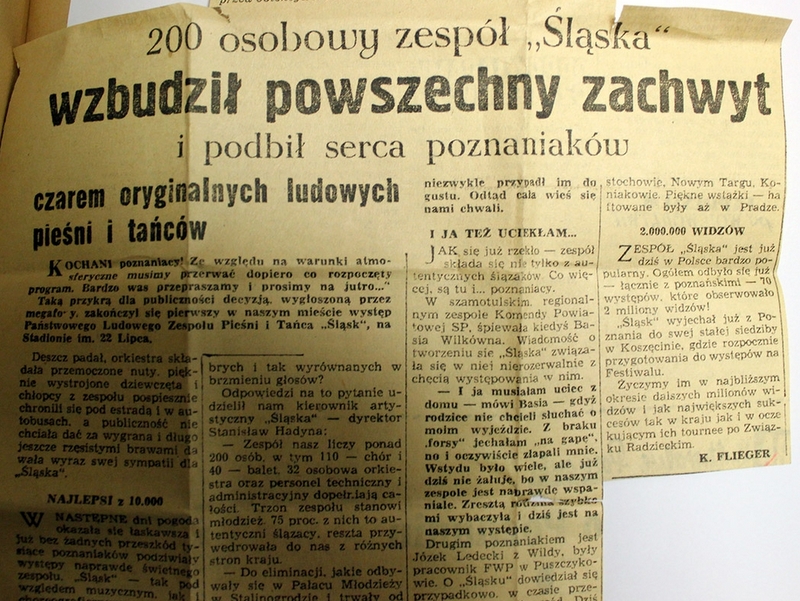 200 osobowy zespół „Śląska"
wzbudził powszechny zachwyt
i podbił serca poznaniaków
czarem oryginalnych ludowych
pieśni i tańców
KOCHANI poznaniacy! Ze względu na warunki atmo-
sferyczne musimy przerwać dopiero co rozpoczęty
program. Bardzo was przepraszamy i prosimy na jutro..."
Taką przykrą dla publiczności decyzją, wygłoszoną przez
megafony, zakończył się pierwszy w naszym mieście występ
Państwowego Ludowego Zespołu Pieśni i Tańca „Śląsk", na
Stadionie im. 22 Lipca.
Deszcz padał, orkiestra skła-
dała przemoczone nuty, pięk-
nie wystrojone dziewczęta i
chłopcy z zespołu pospiesznie
chronili się pod estradą i w au-
tobusach, a publiczność nie
chciała dać za wygraną i długo
jeszcze rzęsistymi brawami da-
wała wyraz swej sympatii dla
„Śląska".
NAJLEPSI z 10.000
W NASTĘPNE dni pogoda
okazała się łaskawsza i
już bez żadnych przeszkód ty-
siące poznaniaków podziwiały
występy naprawdę świetnego
zespołu. „Śląsk" — tak pod
względem muzycznym, jak i
brych i tak wyrównanych w
brzmieniu głosów?
Odpowiedzi na to pytanie u-
dzielił nam kierownik arty-
styczny „Śląska" — dyrektor
Stanisław Hadyna:
— Zespół nasz liczy ponad
200 osób, w tym 110 — chór i
40 — balet. 32 osobowa orkie-
stra oraz personel techniczny i
administracyjny dopełniają ca-
łości. Trzon zespołu stanowi
młodzież. 75 proc. z nich to au-
tentyczni ślązacy, reszta przy-
wędrowała do nas z różnych
stron kraju.
— Do eliminacji, jakie odby-
wały się w Pałacu Młodzieży
w Stalinogrodzie i trwały od
niezwykle przypadł im do
gustu. Odtąd cała wieś się
nami chwali.
I JA TEŻ UCIEKŁAM...
JAK się już rzekło — zespół
składa się nie tylko z au-
tentycznych ślązaków. Co wię-
cej, są tu i... poznaniacy.
W szamotulskim, regional-
nym zespole Komendy Powia-
towej SP, śpiewała kiedyś Ba-
sia Wilkówna. Wiadomość o
tworzeniu się „Śląska" związa-
ła się w niej nierozerwalnie z
chęcią występowania w nim.
— I ja musiałam uciec z
domu — mówi Basia — gdyż
rodzice nie chcieli słuchać o
moim wyjeździe. Z braku
„forsy" jechałam „na gapę",
no i oczywiście złapali mnie.
Wstydu było wiele, ale już
dziś nie żałuję, bo w naszym
zespole jest naprawdę wspa-
niale. Zresztą rodzina szybko
mi wybaczyła i dziś jest na
naszym występie.
Drugim poznaniakiem jest
Józek Ledecki z Wildy, były
pracownik FWP w Puszczyko-
wie. O „Śląsku" dowiedział się
przypadkowo, w czasie prze-
stochowie, Nowym Targu, Ko-
niakowie. Piękne wstążki — ha
ftowane były aż w Pradze.
2.000.000 WIDZÓW
ZESPÓŁ „Śląska" jest już
dziś w Polsce bardzo po-
pularny. Ogółem odbyło się już
— łącznie z poznańskimi — 70
występów, które obserwowało
2 miliony widzów!
„Śląsk" wyjechał już z Po-
znania do swej stałej siedziby
w Koszęcinie, gdzie rozpocznie
przygotowania do występów na
Festiwalu.
Życzymy im w najbliższym
okresie dalszych milionów wi-
dzów i jak największych suk-
cesów tak w kraju jak i w ocze
kującym ich tournee po Związ-
ku Radzieckim.
K. FLIEGER